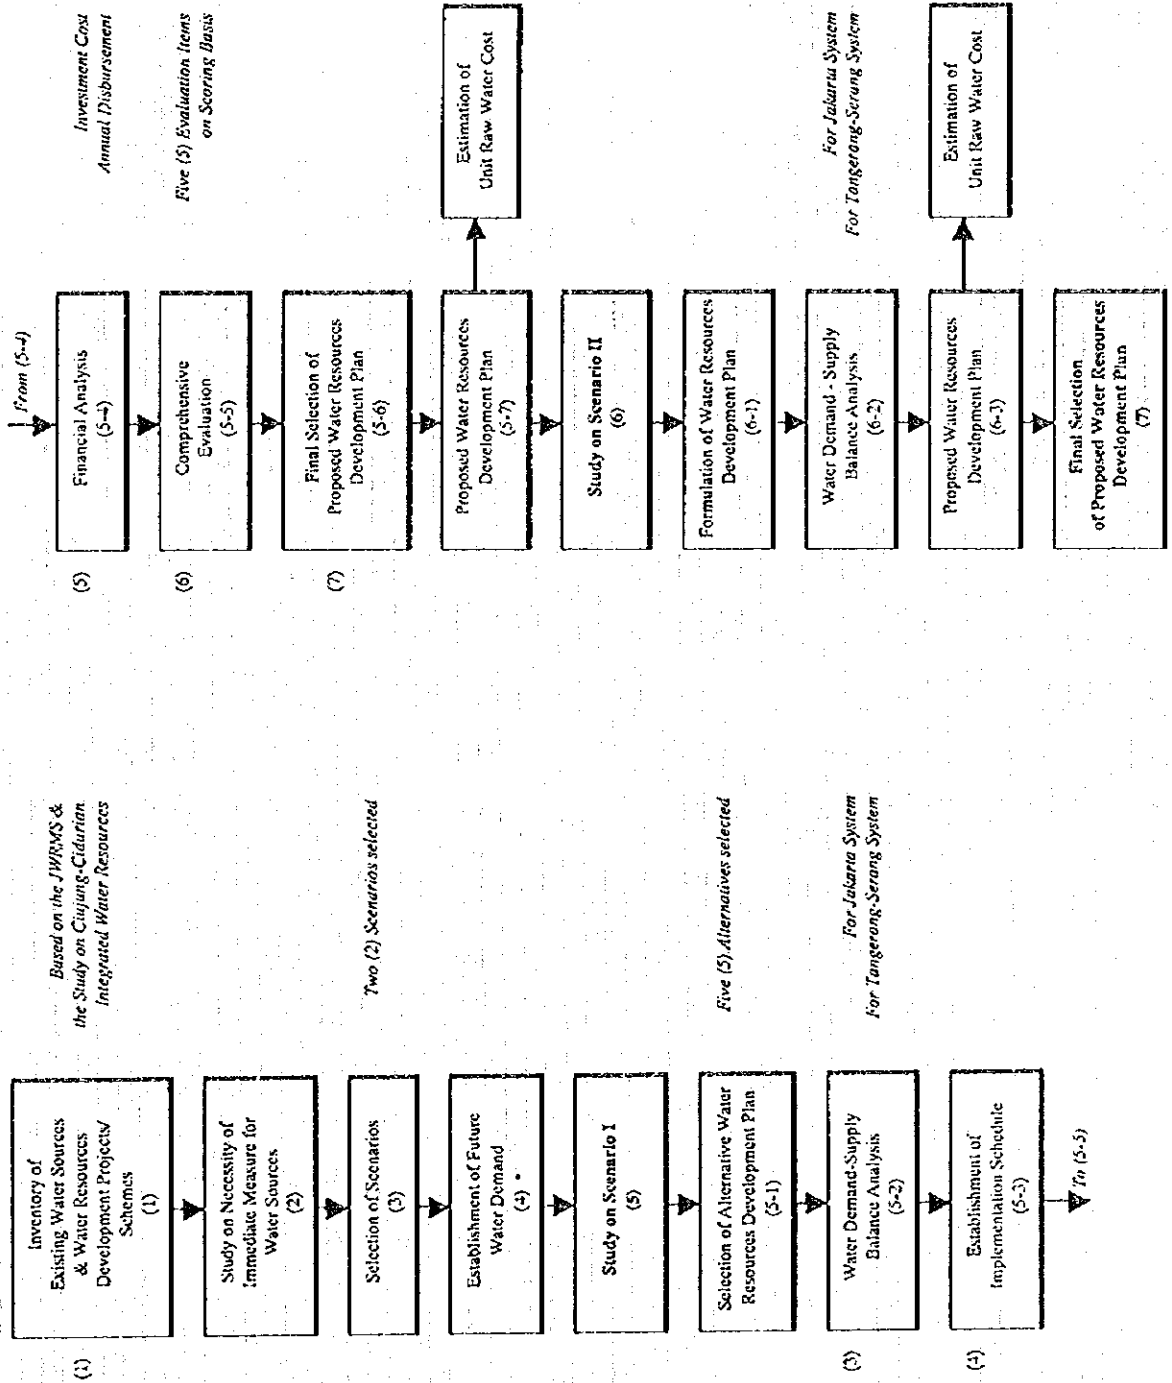 (1)
Inventory of
Existing Water Sources
& Water Resources
Development Projects/
Schemes
(1)
Based on the JWRMS &
the Study on Ciujung-Cidurian
Integrated Water Resources
Study on Necessity of
Immediate Measure for
Water Sources
(2)
Selection of Scenarios
(3)
Two (2) Scenarios selected
Establishment of Future
Water Demand
(4)
Study on Scenario I
(5)
Selection of Alternative Water
Resources Development Plan
(5-1)
Five (5) Alternatives selected
(3)
Water Demand-Supply
Balance Analysis
(5-2)
For Jakarta System
For Tangerang-Serang System
(4)
Establishment of
Implementation Schedule
(5-3)
To (5-5)
From (5-4)
(5)
Financial Analysis
(5-4)
Investment Cost
Annual Disbursement
(6)
Comprehensive
Evaluation
(5-5)
Five (5) Evaluation Items
on Scoring Basis
(7)
Final Selection of
Proposed Water Resources
Development Plan
(5-6)
Proposed Water Resources
Development Plan
(5-7)
Estimation of
Unit Raw Water Cost
Study on Scenario II
(6)
Formulation of Water Resources
Development Plan
(6-1)
Water Demand - Supply
Balance Analysis
(6-2)
For Jakarta System
For Tangerang-Serang System
Proposed Water Resources
Development Plan
(6-3)
Estimation of
Unit Raw Water Cost
Final Selection
of Proposed Water Resources
Development Plan
(7)